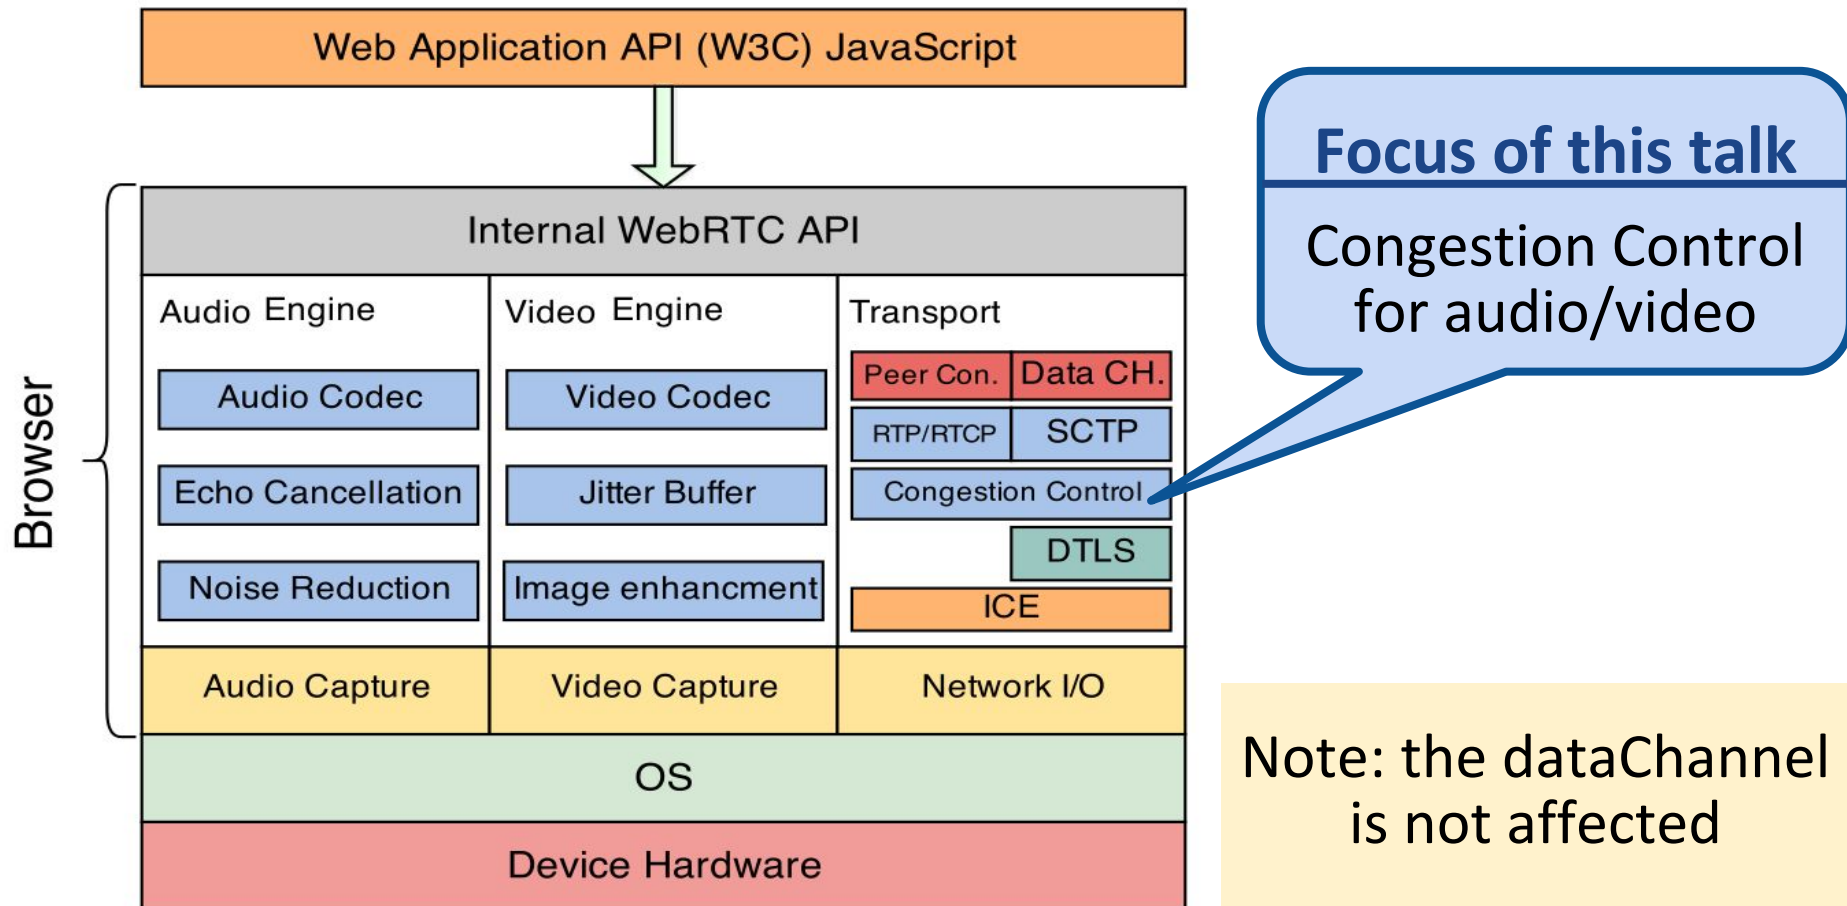 Web Application API (W3C) JavaScript
Focus of this talk
Congestion Control
for audio/video
Browser
Internal WebRTC API
Audio Engine
Audio Codec
Echo Cancellation
Noise Reduction
Video Engine
Video Codec
Jitter Buffer
Image enhancment
Transport
Peer Con.
Data CH.
RTP/RTCP
SCTP
Congestion Control
DTLS
ICE
Audio Capture
Video Capture
Network I/O
OS
Device Hardware
Note: the dataChannel
is not affected